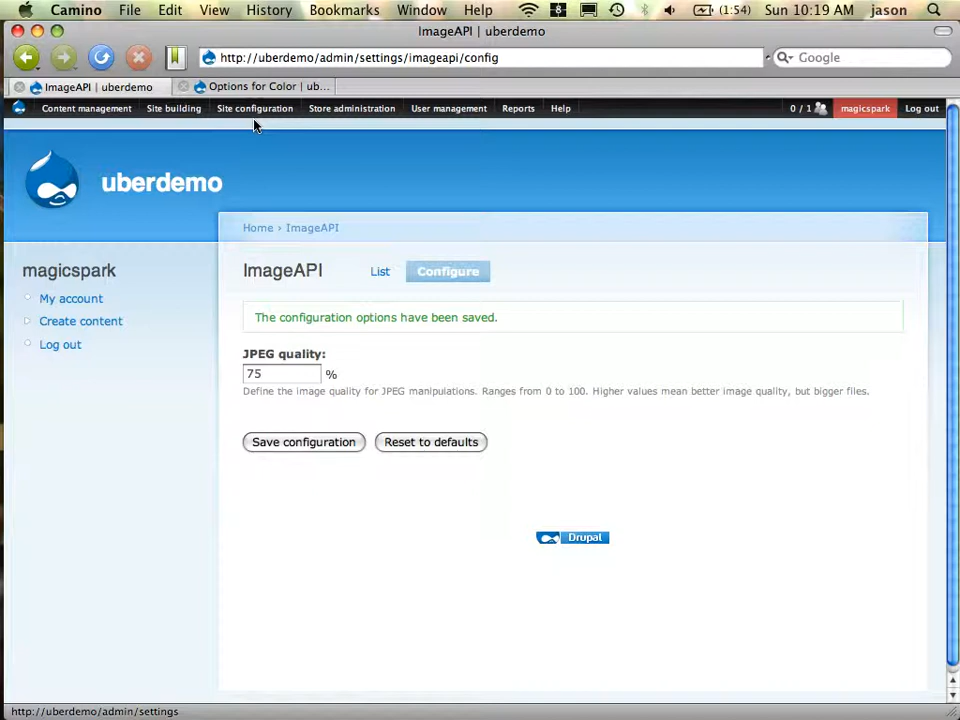 Camino File Edit View History Bookmarks Window Help (1:54) Sun 10:19 AM jason
ImageAPI | uberdemo
http://uberdemo/admin/settings/imageapi/config Google
ImageAPI | uberdemo Options for Color | ub...
Content management Site building Site configuration Store administration User management Reports Help 0 / 1 magicspark Log out
uberdemo
Home › ImageAPI
magicspark
My account
Create content
Log out
ImageAPI List Configure
The configuration options have been saved.
JPEG quality:
75 %
Define the image quality for JPEG manipulations. Ranges from 0 to 100. Higher values mean better image quality, but bigger files.
Save configuration Reset to defaults
Drupal
http://uberdemo/admin/settings